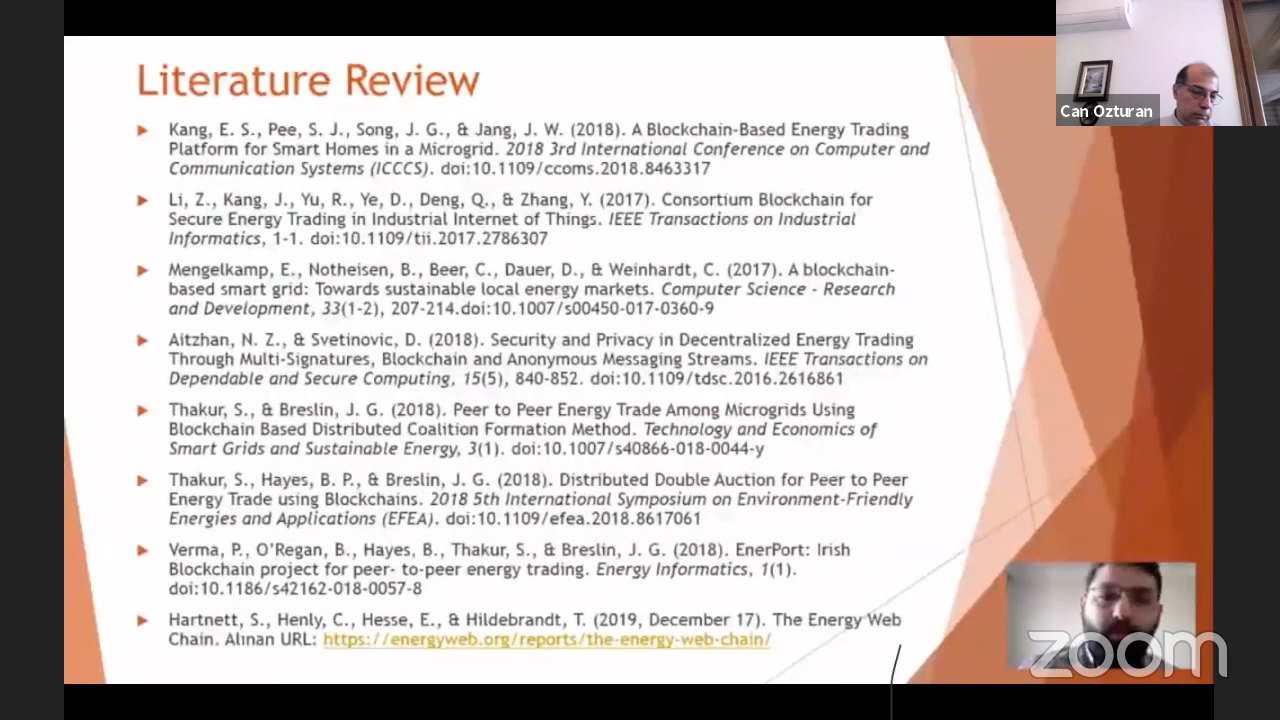 Literature Review
Kang, E. S., Pee, S. J., Song, J. G., & Jang, J. W. (2018). A Blockchain-Based Energy Trading
Platform for Smart Homes in a Microgrid. 2018 3rd International Conference on Computer and
Communication Systems (ICCCS). doi:10.1109/ccoms.2018.8463317
Li, Z., Kang, J., Yu, R., Ye, D., Deng, Q., & Zhang, Y. (2017). Consortium Blockchain for
Secure Energy Trading in Industrial Internet of Things. IEEE Transactions on Industrial
Informatics, 1-1. doi:10.1109/tii.2017.2786307
Mengelkamp, E., Notheisen, B., Beer, C., Dauer, D., & Weinhardt, C. (2017). A blockchain-
based smart grid: Towards sustainable local energy markets. Computer Science - Research
and Development, 33(1-2), 207-214.doi:10.1007/s00450-017-0360-9
Aitzhan, N. Z., & Svetinovic, D. (2018). Security and Privacy in Decentralized Energy Trading
Through Multi-Signatures, Blockchain and Anonymous Messaging Streams. IEEE Transactions on
Dependable and Secure Computing, 15(5), 840-852. doi:10.1109/tdsc.2016.2616861
Thakur, S., & Breslin, J. G. (2018). Peer to Peer Energy Trade Among Microgrids Using
Blockchain Based Distributed Coalition Formation Method. Technology and Economics of
Smart Grids and Sustainable Energy, 3(1). doi:10.1007/s40866-018-0044-y
Thakur, S., Hayes, B. P., & Breslin, J. G. (2018). Distributed Double Auction for Peer to Peer
Energy Trade using Blockchains. 2018 5th International Symposium on Environment-Friendly
Energies and Applications (EFEA). doi:10.1109/efea.2018.8617061
Verma, P., O'Regan, B., Hayes, B., Thakur, S., & Breslin, J. G. (2018). EnerPort: Irish
Blockchain project for peer- to-peer energy trading. Energy Informatics, 1(1).
doi:10.1186/s42162-018-0057-8
Hartnett, S., Henly, C., Hesse, E., & Hildebrandt, T. (2019, December 17). The Energy Web
Chain. Alınan URL: https://energyweb.org/reports/the-energy-web-chain/
Can Ozturan
zoom